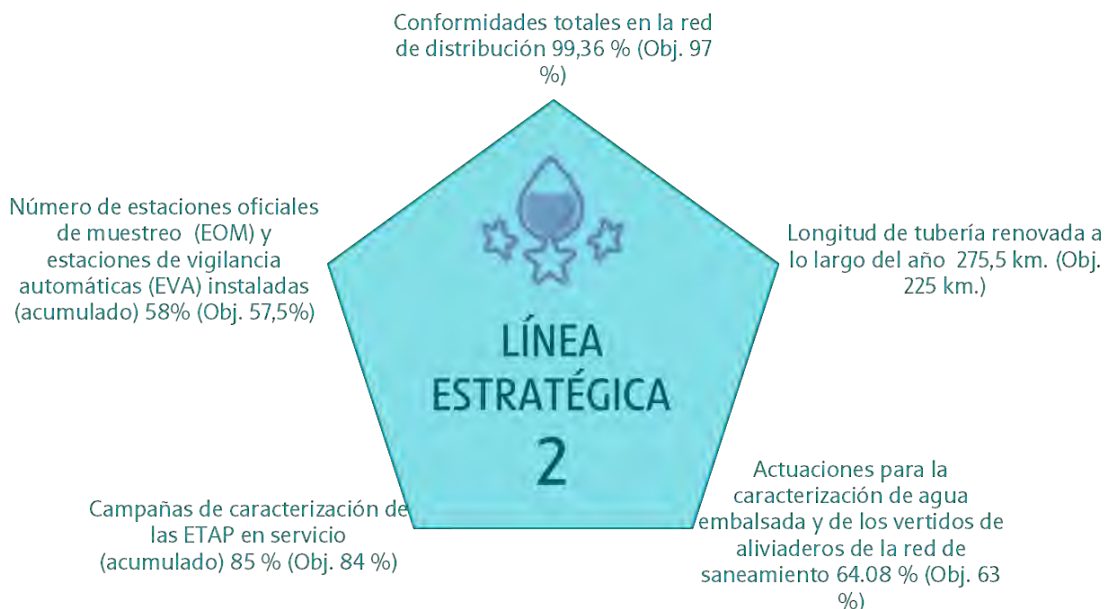 Conformidades totales en la red
de distribución 99,36 % (Obj. 97
%)
Número de estaciones oficiales
de muestreo (EOM) y
estaciones de vigilancia
automáticas (EVA) instaladas
(acumulado) 58% (Obj. 57,5%)
Longitud de tubería renovada a
lo largo del año 275,5 km. (Obj.
225 km.)
LÍNEA
ESTRATÉGICA
2
Campañas de caracterización de
las ETAP en servicio
(acumulado) 85 % (Obj. 84 %)
Actuaciones para la
caracterización de agua
embalsada y de los vertidos de
aliviaderos de la red de
saneamiento 64.08 % (Obj. 63
%)